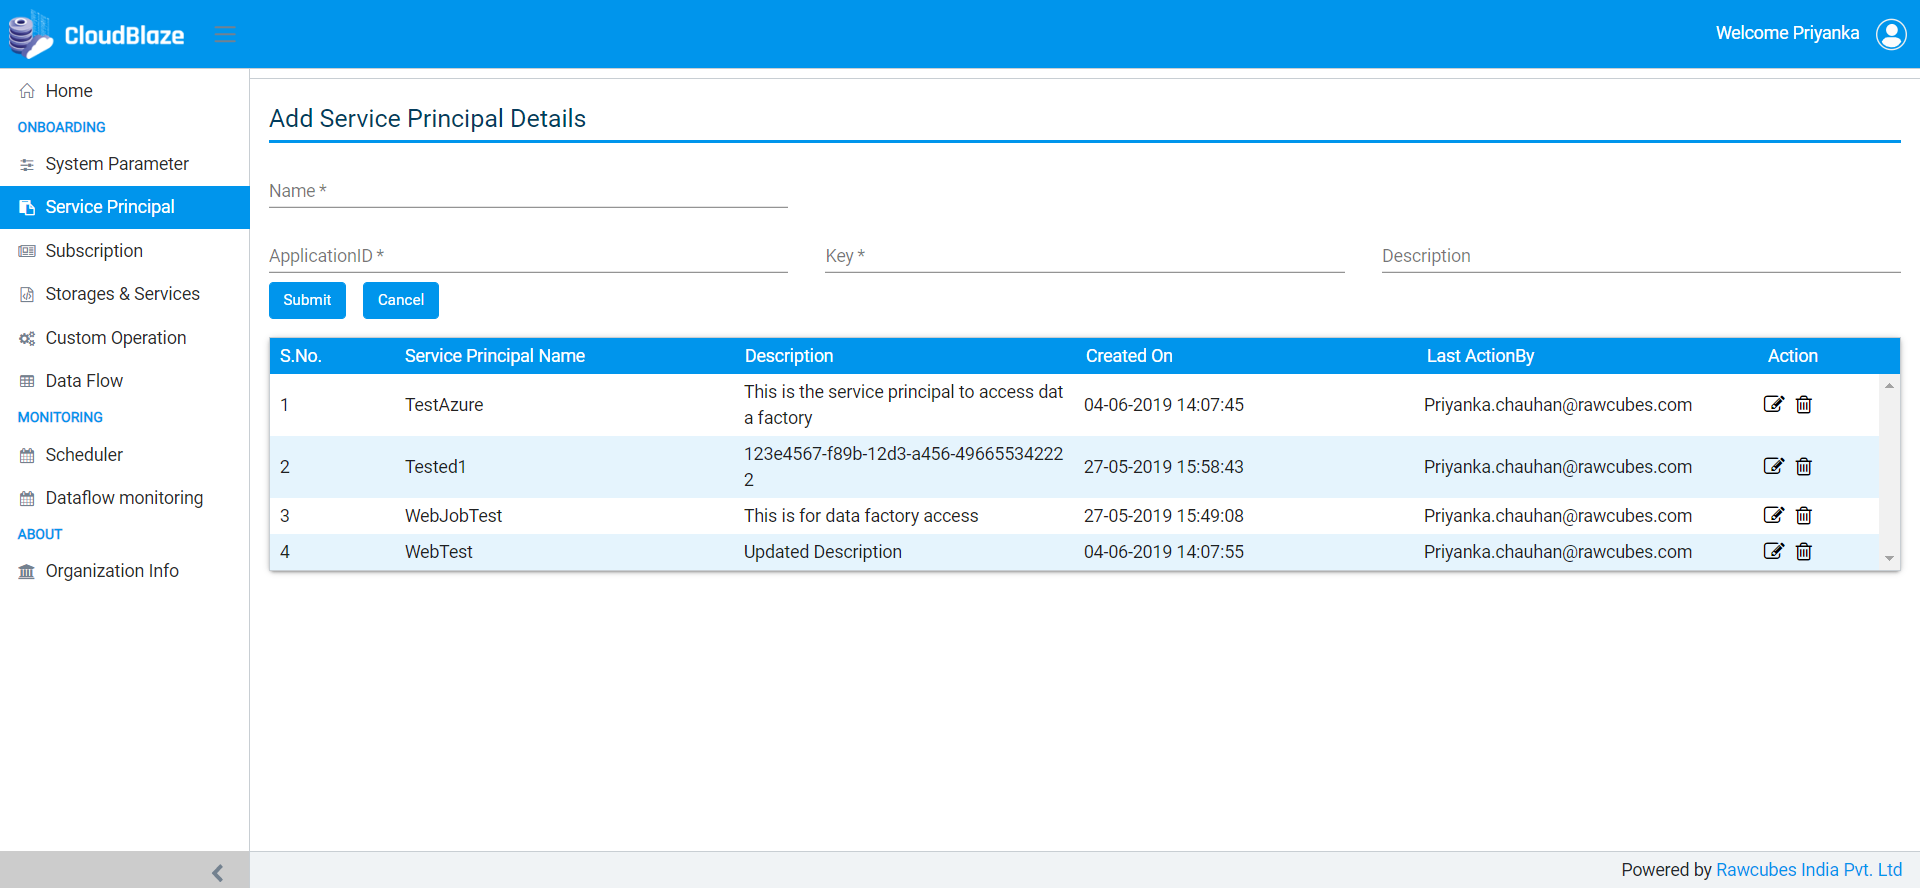 CloudBlaze
Welcome Priyanka
Home
ONBOARDING
System Parameter
Service Principal
Subscription
Storages & Services
Custom Operation
Data Flow
MONITORING
Scheduler
Dataflow monitoring
ABOUT
Organization Info
Add Service Principal Details
Name *
ApplicationID * Key * Description
Submit Cancel
S.No. Service Principal Name Description Created On Last ActionBy Action
1 TestAzure This is the service principal to access dat
a factory 04-06-2019 14:07:45 Priyanka.chauhan@rawcubes.com
2 Tested1 123e4567-f89b-12d3-a456-49665534222
2 27-05-2019 15:58:43 Priyanka.chauhan@rawcubes.com
3 WebJobTest This is for data factory access 27-05-2019 15:49:08 Priyanka.chauhan@rawcubes.com
4 WebTest Updated Description 04-06-2019 14:07:55 Priyanka.chauhan@rawcubes.com
Powered by Rawcubes India Pvt. Ltd